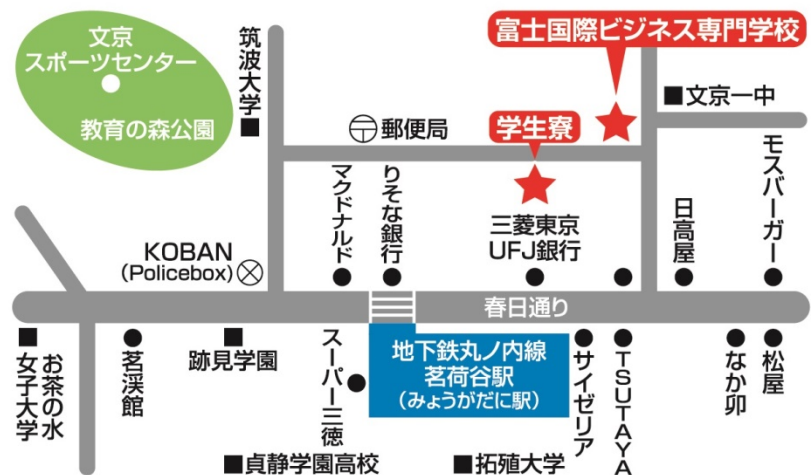 富士国際ビジネス専門学校
文京
スポーツセンター
教育の森公園
筑波大学
文京一中
郵便局
学生寮
モスバーガー
マクドナルド
りそな銀行
三菱東京
UFJ銀行
日高屋
KOBAN
(Policebox)
春日通り
お茶の水
女子大学
茗渓館
跡見学園
スーパー三徳
地下鉄丸ノ内線
茗荷谷駅
(みょうがだに駅)
サイゼリア
TSUTAYA
なか卯
松屋
貞静学園高校
拓殖大学